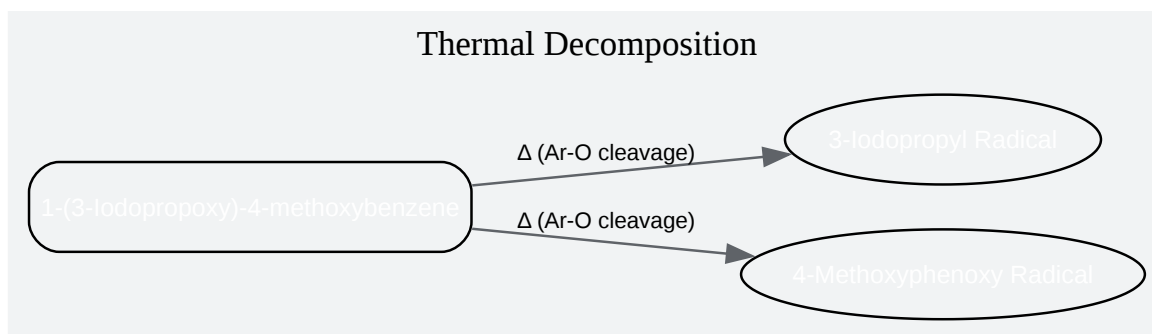 Thermal Decomposition
Δ (Ar-O cleavage)
3-Iodopropyl Radical
1-(3-Iodopropoxy)-4-methoxybenzene
Δ (Ar-O cleavage)
4-Methoxyphenoxy Radical